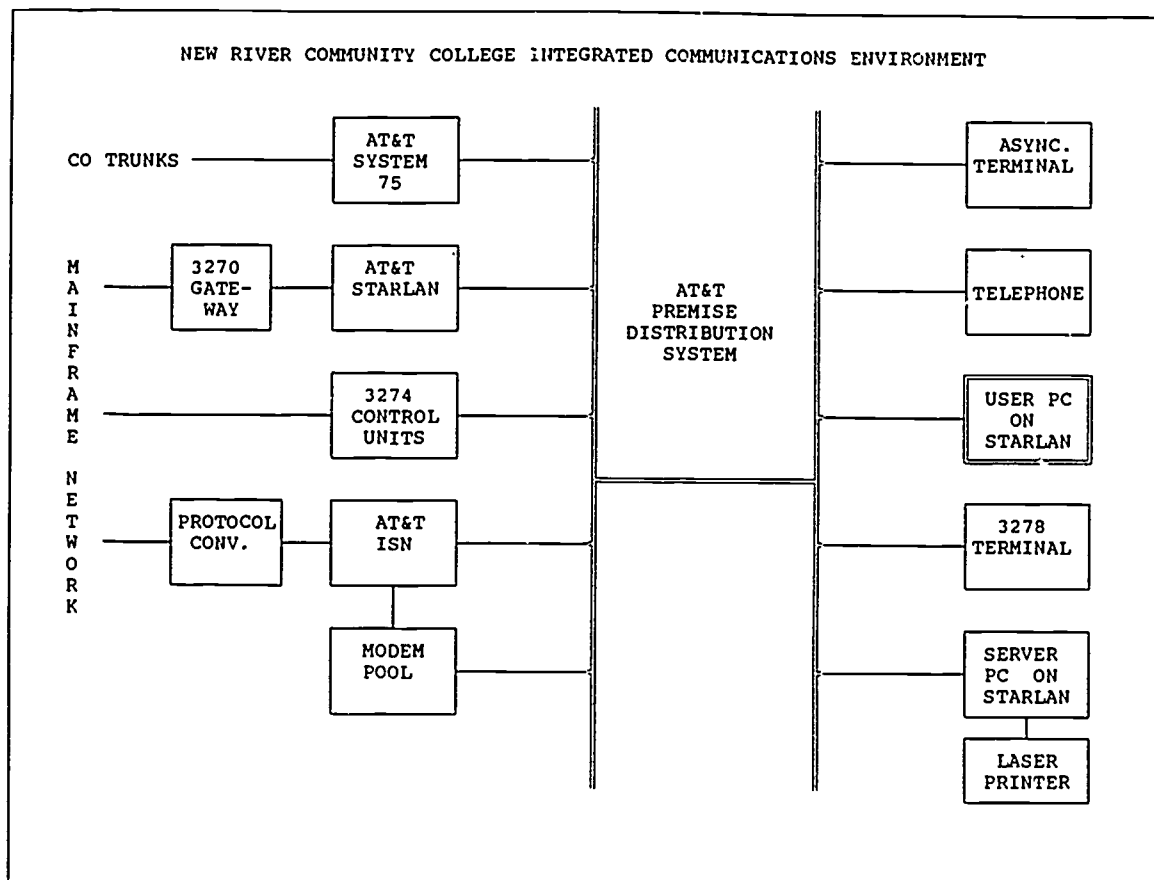 NEW RIVER COMMUNITY COLLEGE INTEGRATED COMMUNICATIONS ENVIRONMENT
CO TRUNKS
AT&T
SYSTEM
75
MAINFRAME NETWORK
3270
GATE-
WAY
AT&T
STARLAN
3274
CONTROL
UNITS
PROTOCOL
CONV.
AT&T
ISN
MODEM
POOL
AT&T
PREMISE
DISTRIBUTION
SYSTEM
ASYNC.
TERMINAL
TELEPHONE
USER PC
ON
STARLAN
3278
TERMINAL
SERVER
PC ON
STARLAN
LASER
PRINTER